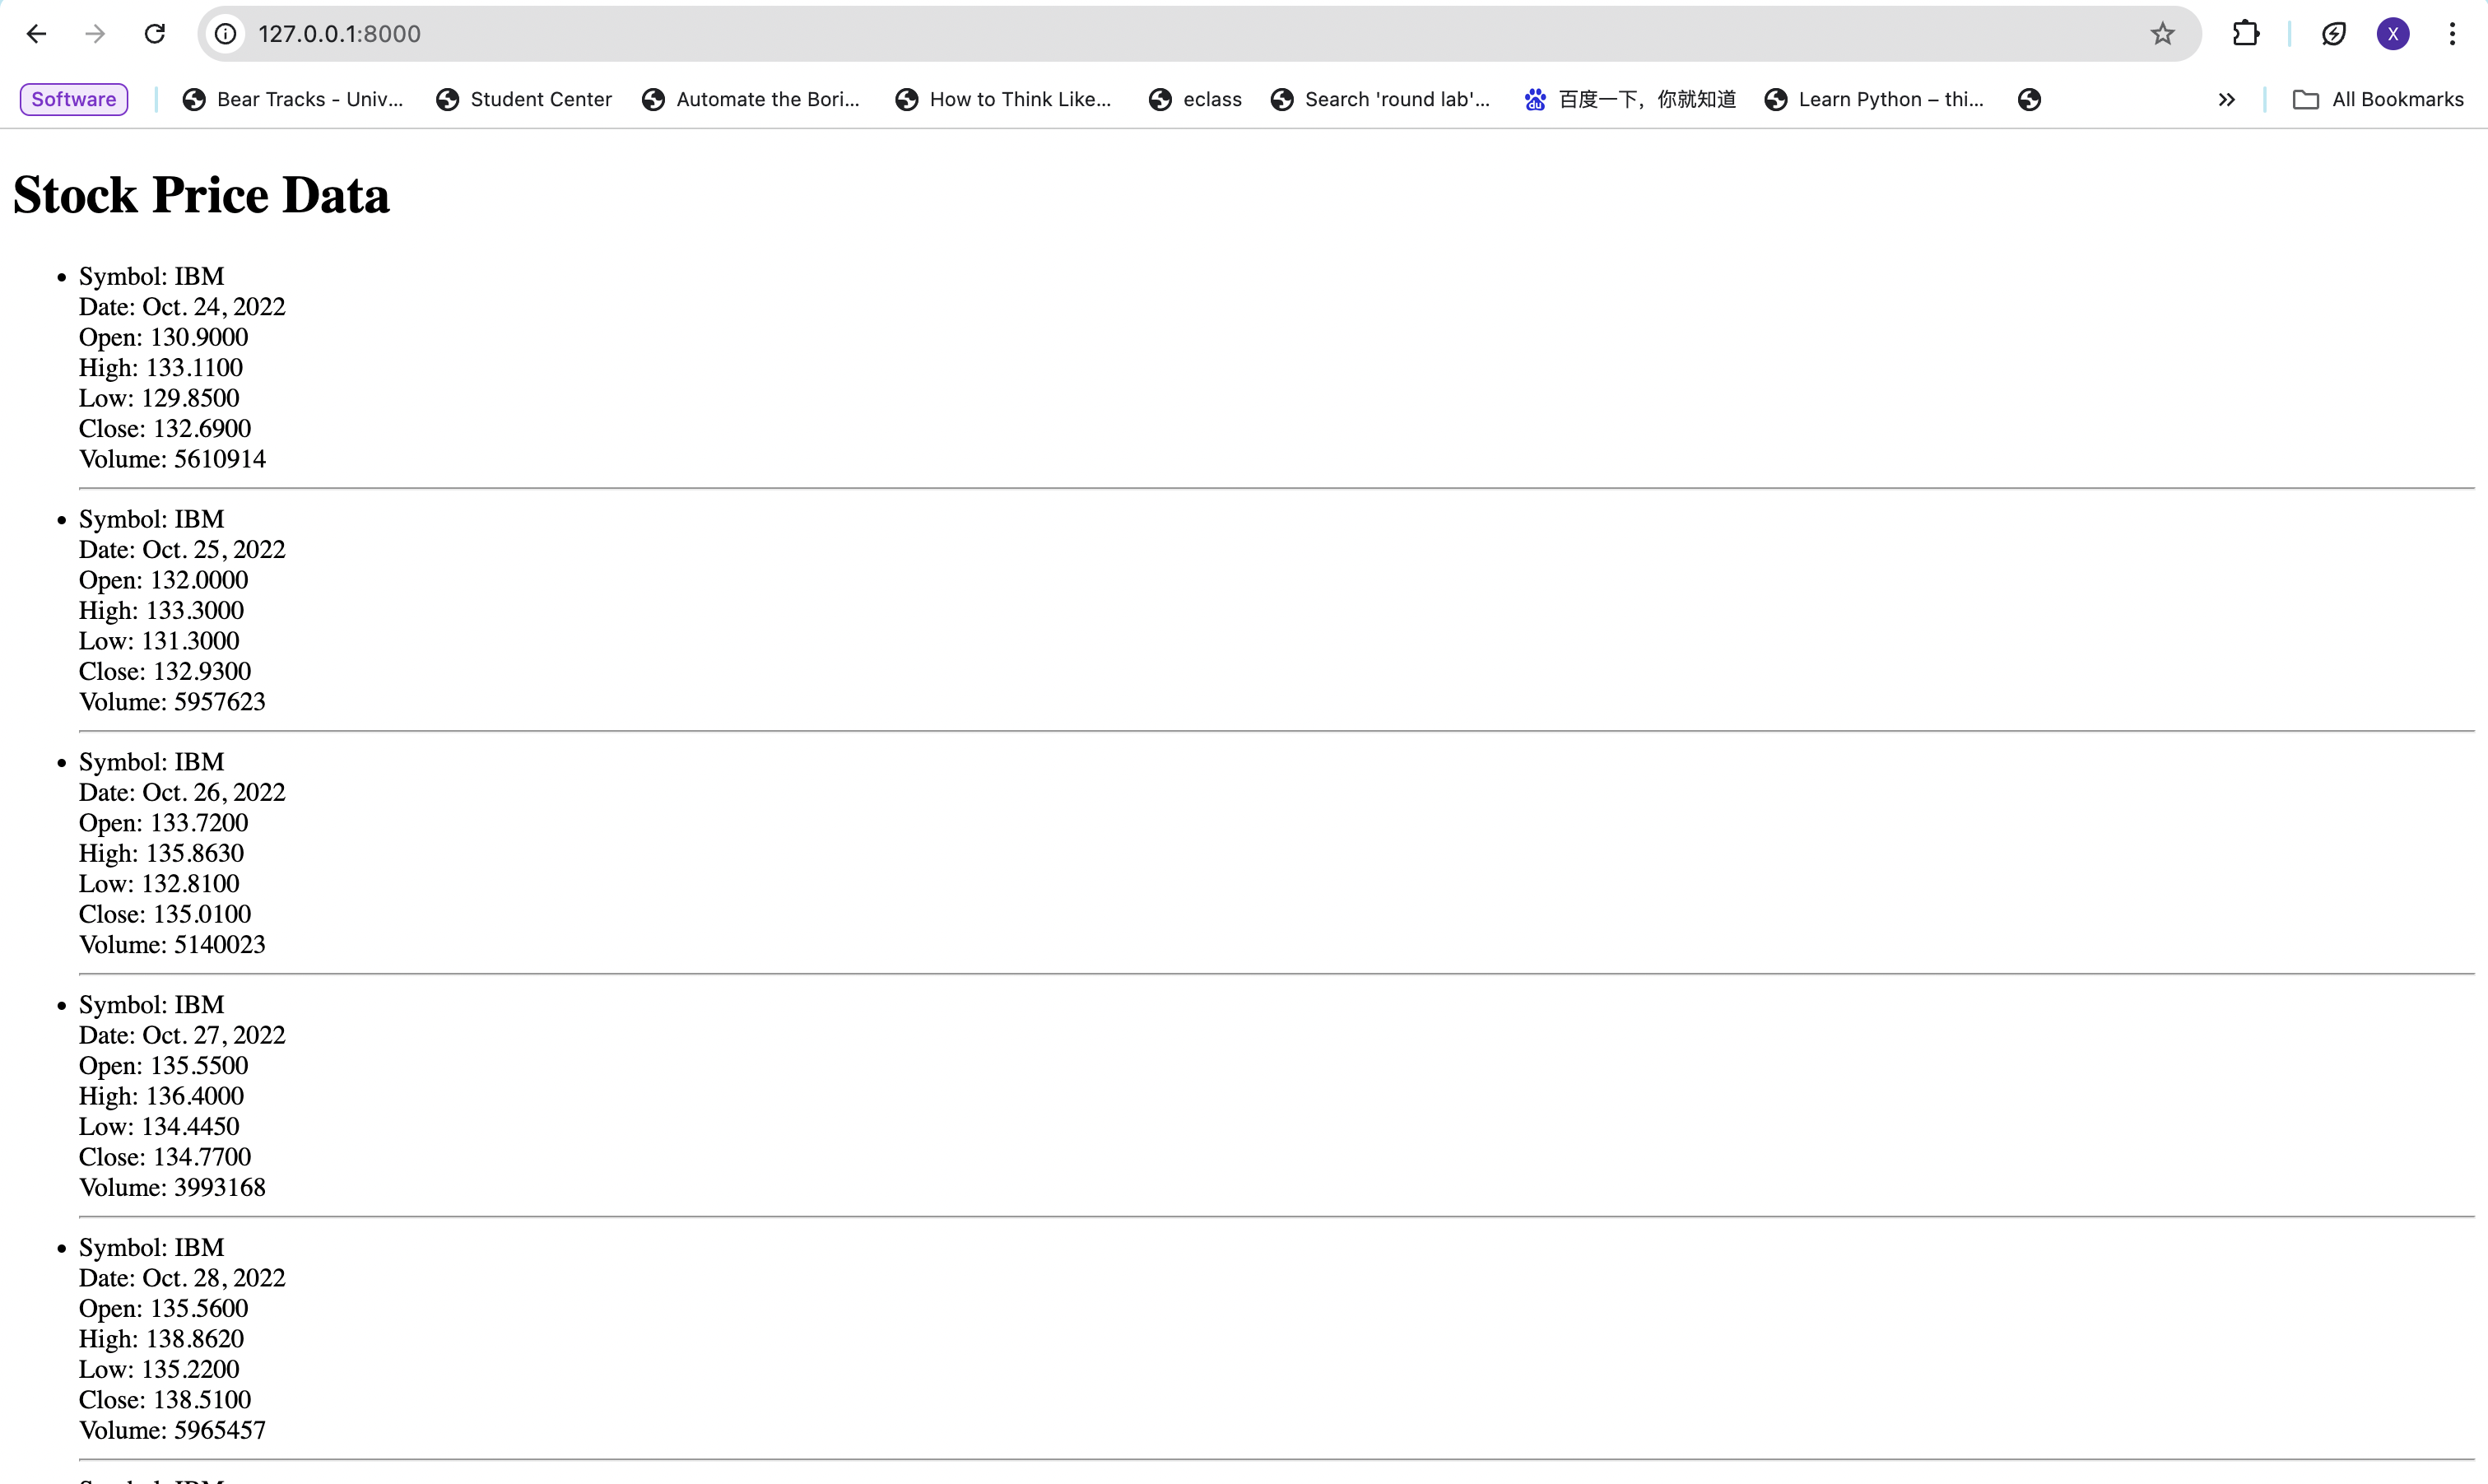 127.0.0.1:8000
Software Bear Tracks - Univ... Student Center Automate the Bori... How to Think Like... eclass Search 'round lab'... 百度一下，你就知道 Learn Python – thi... All Bookmarks
X
Stock Price Data
Symbol: IBM
Date: Oct. 24, 2022
Open: 130.9000
High: 133.1100
Low: 129.8500
Close: 132.6900
Volume: 5610914
Symbol: IBM
Date: Oct. 25, 2022
Open: 132.0000
High: 133.3000
Low: 131.3000
Close: 132.9300
Volume: 5957623
Symbol: IBM
Date: Oct. 26, 2022
Open: 133.7200
High: 135.8630
Low: 132.8100
Close: 135.0100
Volume: 5140023
Symbol: IBM
Date: Oct. 27, 2022
Open: 135.5500
High: 136.4000
Low: 134.4450
Close: 134.7700
Volume: 3993168
Symbol: IBM
Date: Oct. 28, 2022
Open: 135.5600
High: 138.8620
Low: 135.2200
Close: 138.5100
Volume: 5965457